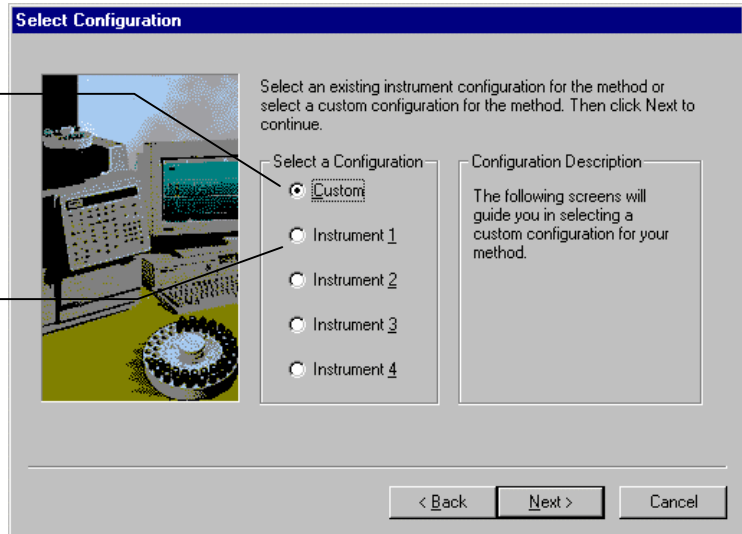 Select Configuration
Select an existing instrument configuration for the method or
select a custom configuration for the method. Then click Next to
continue.
Select a Configuration
Custom
Instrument 1
Instrument 2
Instrument 3
Instrument 4
Configuration Description
The following screens will
guide you in selecting a
custom configuration for your
method.
< Back
Next >
Cancel